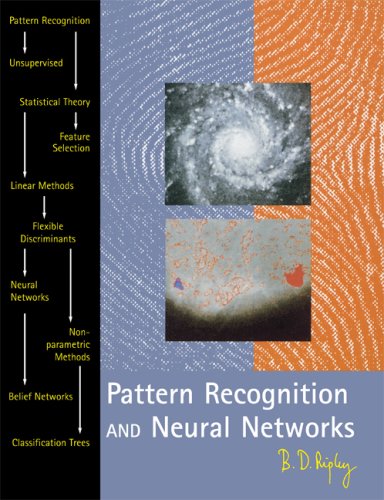 Pattern Recognition
Unsupervised
Statistical Theory
Feature
Selection
Linear Methods
Flexible
Discriminants
Neural
Networks
Non-
parametric
Methods
Belief Networks
Classification Trees
Pattern Recognition
AND Neural Networks
B. D. Ripley